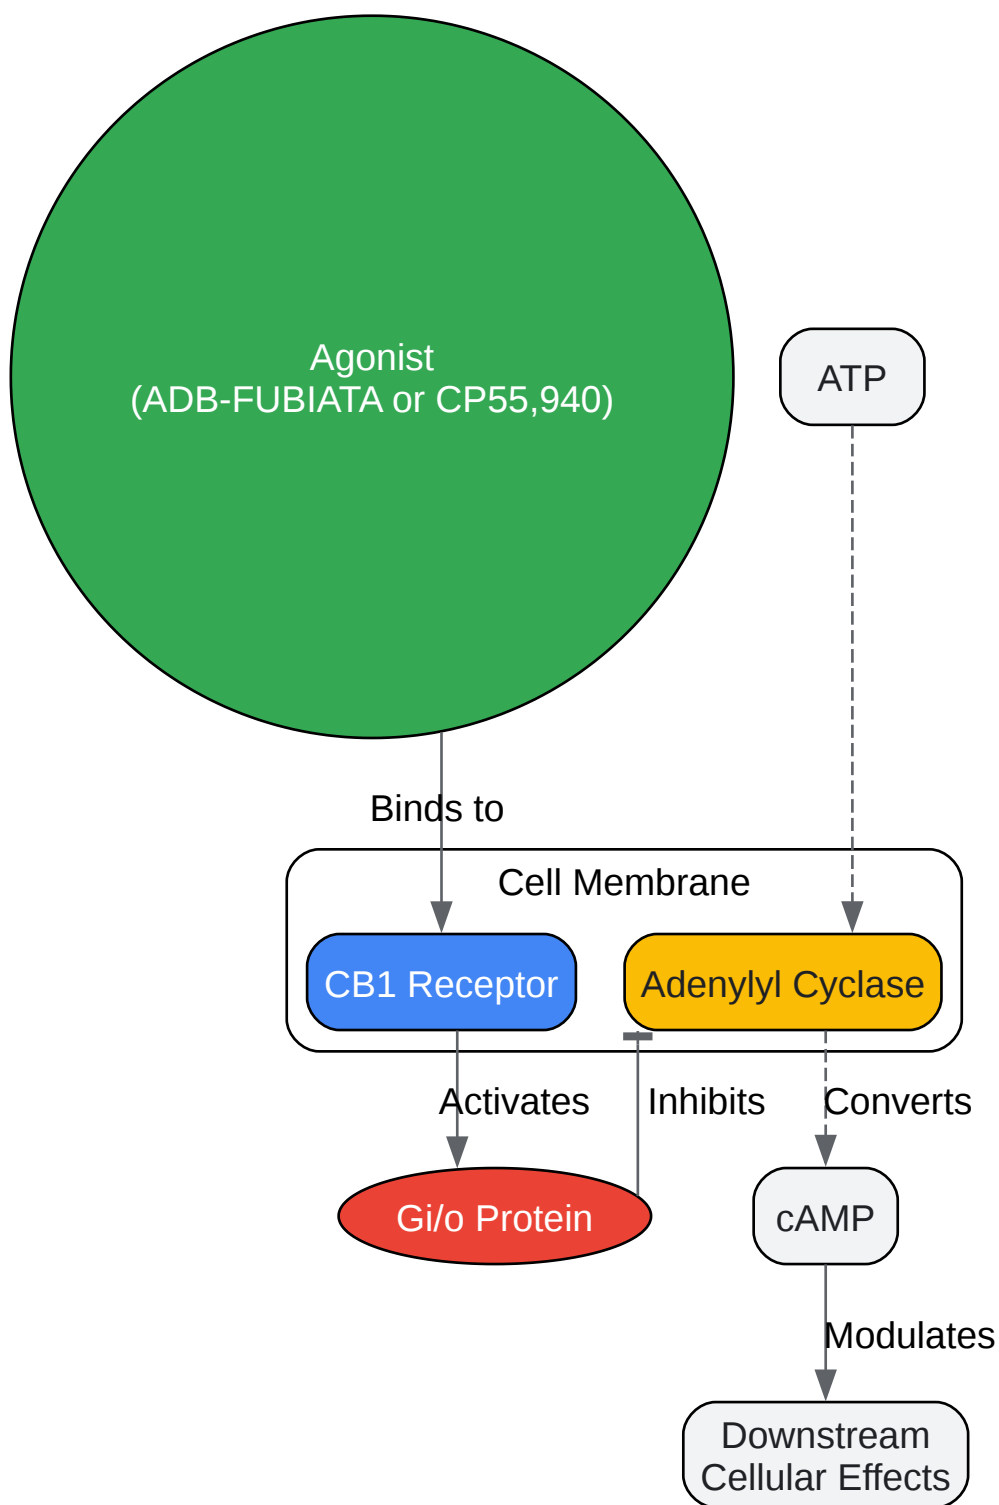 Agonist
(ADB-FUBIATA or CP55,940)
ATP
Binds to
Cell Membrane
CB1 Receptor
Adenylyl Cyclase
Activates
Inhibits
Converts
Gi/o Protein
cAMP
Modulates
Downstream
Cellular Effects